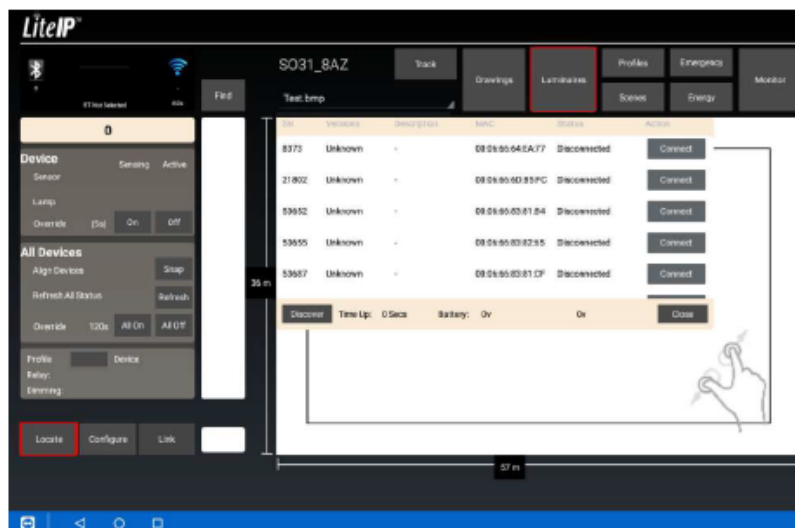 LiteIP™
SO31_8AZ
Track
Drawings
Luminaires
Profiles
Emergency
Monitor
BT Not Selected
Find
Test.bmp
Scenes
Energy
0
Versions Description MAC Status Action
Device Sensing Active
Sensor
Lamp
Override (5s) On Off
8373 Unknown - Disconnected Connect
21802 Unknown - Disconnected Connect
53652 Unknown - Disconnected Connect
53655 Unknown - Disconnected Connect
53687 Unknown - Disconnected Connect
All Devices
Align Devices Snap
36 m
Refresh All Status Refresh
Override 120s All On All Off
Discover Time Up: 0 Secs Battery: 0v 0v Close
Profile Device
Relay:
Dimming:
Locate Configure Link
57 m